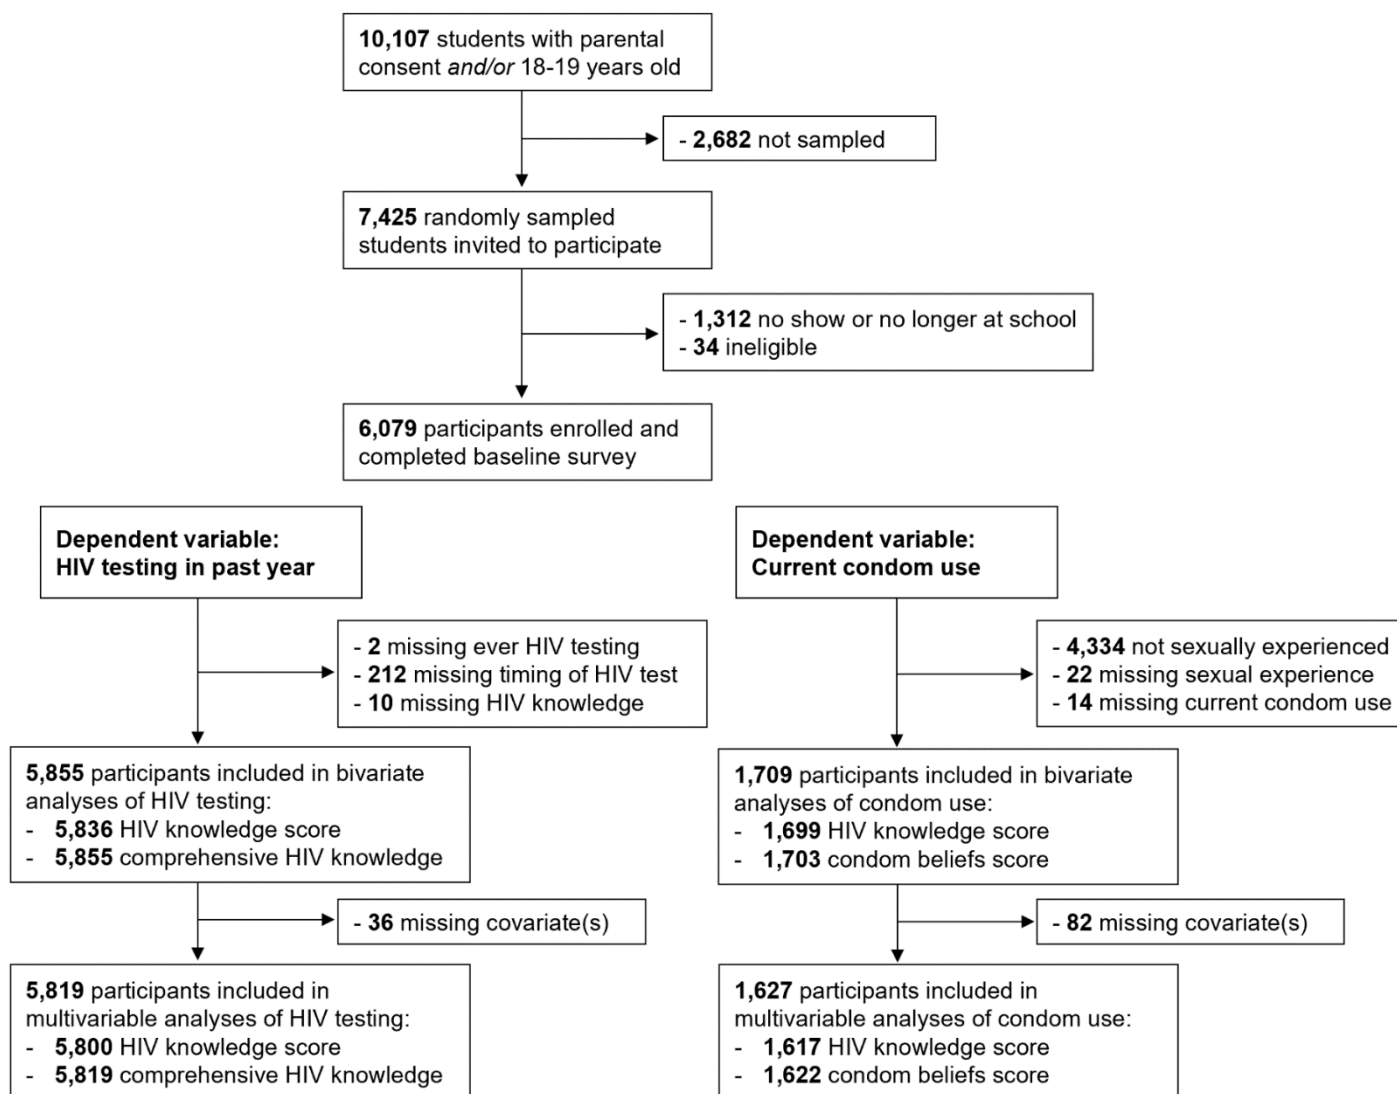 10,107 students with parental
consent and/or 18-19 years old
- 2,682 not sampled
7,425 randomly sampled
students invited to participate
- 1,312 no show or no longer at school
- 34 ineligible
6,079 participants enrolled and
completed baseline survey
Dependent variable:
HIV testing in past year
- 2 missing ever HIV testing
- 212 missing timing of HIV test
- 10 missing HIV knowledge
5,855 participants included in bivariate
analyses of HIV testing:
- 5,836 HIV knowledge score
- 5,855 comprehensive HIV knowledge
- 36 missing covariate(s)
5,819 participants included in
multivariable analyses of HIV testing:
- 5,800 HIV knowledge score
- 5,819 comprehensive HIV knowledge
Dependent variable:
Current condom use
- 4,334 not sexually experienced
- 22 missing sexual experience
- 14 missing current condom use
1,709 participants included in bivariate
analyses of condom use:
- 1,699 HIV knowledge score
- 1,703 condom beliefs score
- 82 missing covariate(s)
1,627 participants included in
multivariable analyses of condom use:
- 1,617 HIV knowledge score
- 1,622 condom beliefs score